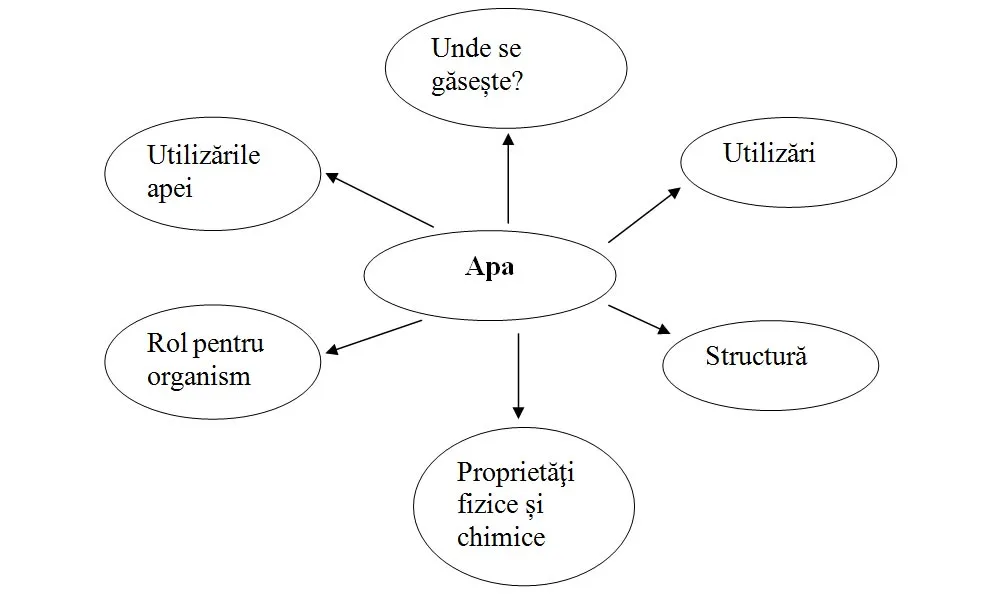 Unde se
găsește?
Utilizările
apei
Utilizări
Apa
Rol pentru
organism
Structură
Proprietăţi
fizice și
chimice